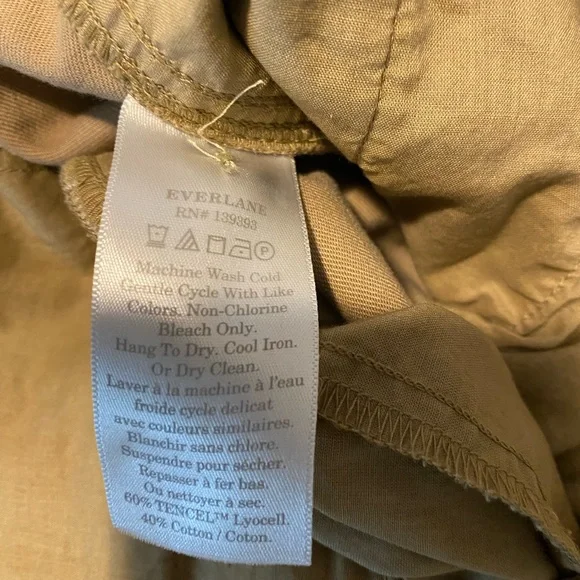 EVERLANE
RN# 139393
P
Machine Wash Cold
Gentle Cycle With Like
Colors. Non-Chlorine
Bleach Only.
Hang To Dry. Cool Iron.
Or Dry Clean.
Laver à la machine à l'eau
froide cycle delicat
avec couleurs similaires.
Blanchir sans chlore.
Suspendre pour sécher.
Repasser à fer bas.
Ou nettoyer à sec.
60% TENCEL™ Lyocell.
40% Cotton / Coton.